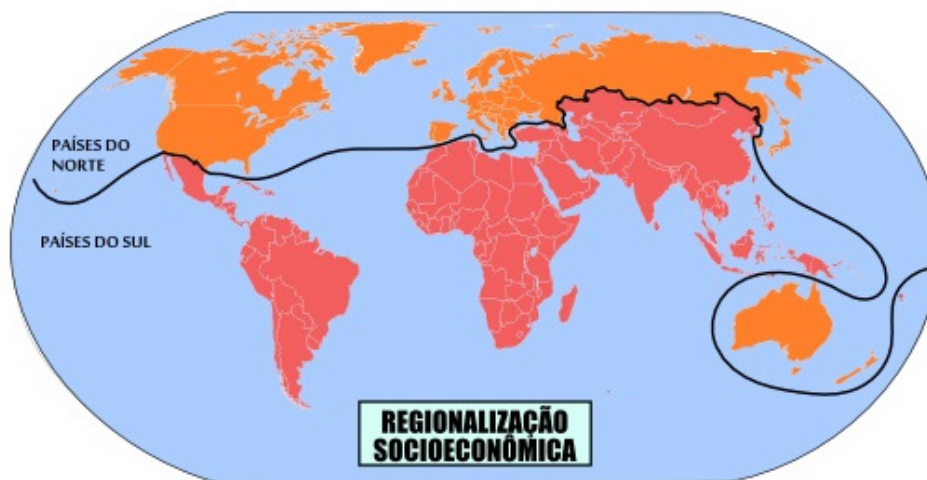 PAÍSES DO
NORTE
PAÍSES DO SUL
REGIONALIZAÇÃO
SOCIOECONÔMICA